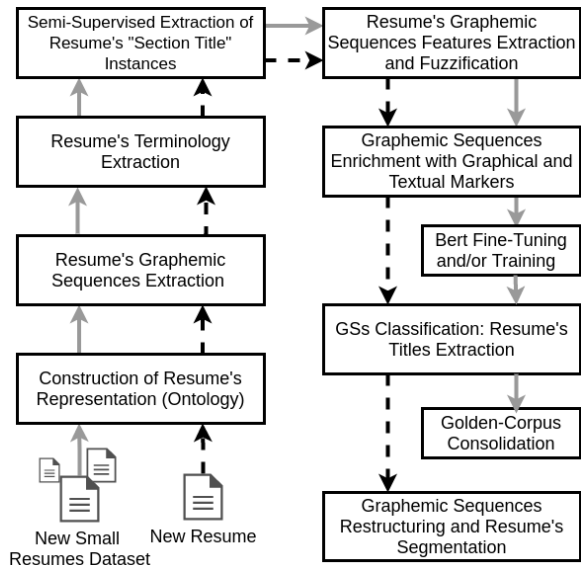 Semi-Supervised Extraction of
Resume's "Section Title"
Instances
Resume's Terminology
Extraction
Resume's Graphemic
Sequences Extraction
Construction of Resume's
Representation (Ontology)
New Small
Resumes Dataset
New Resume
Resume's Graphemic
Sequences Features Extraction
and Fuzzification
Graphemic Sequences
Enrichment with Graphical and
Textual Markers
Bert Fine-Tuning
and/or Training
GSs Classification: Resume's
Titles Extraction
Golden-Corpus
Consolidation
Graphemic Sequences
Restructuring and Resume's
Segmentation